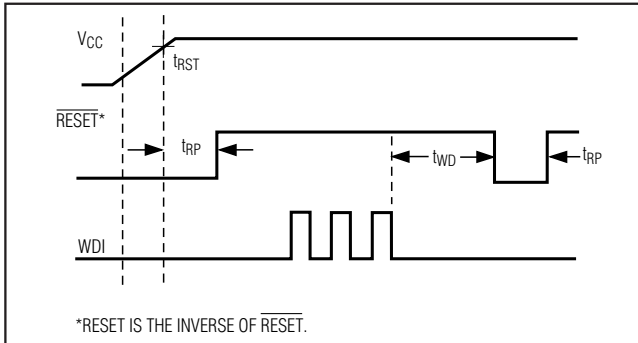 VCC
tRST
RESET*
tRP
tWD
tRP
WDI
*RESET IS THE INVERSE OF RESET.